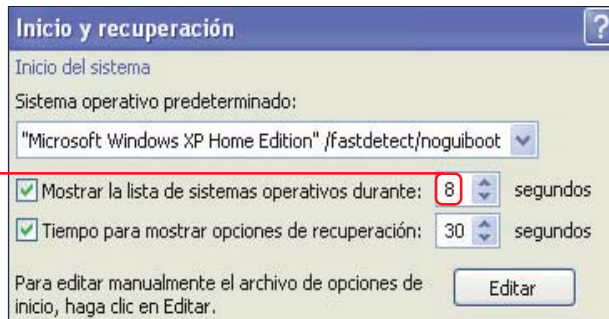 Inicio y recuperación
?
Inicio del sistema
Sistema operativo predeterminado:
"Microsoft Windows XP Home Edition" /fastdetect/noguiboot
Mostrar la lista de sistemas operativos durante: 8 segundos
Tiempo para mostrar opciones de recuperación: 30 segundos
Para editar manualmente el archivo de opciones de
inicio, haga clic en Editar.
Editar